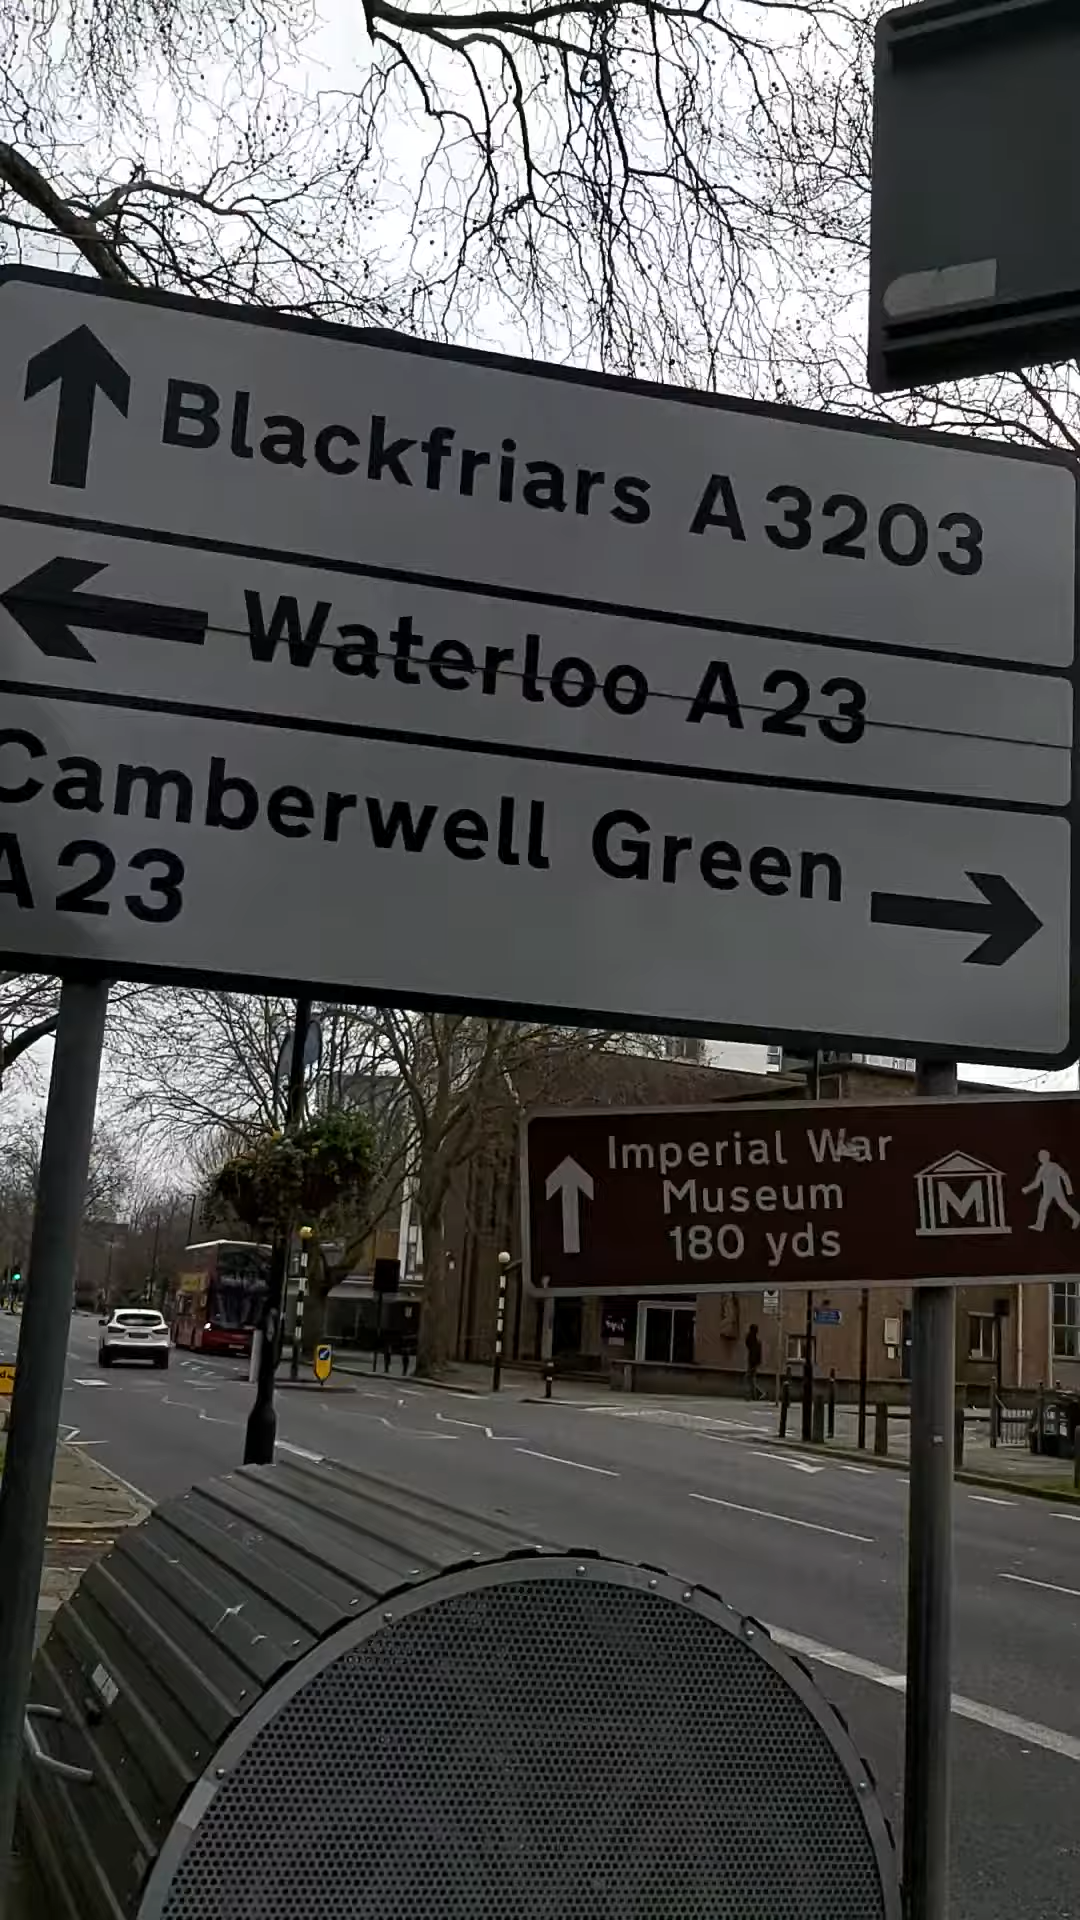 Blackfriars A3203
Waterloo A23
Camberwell Green
A23
Imperial War
Museum
180 yds
M